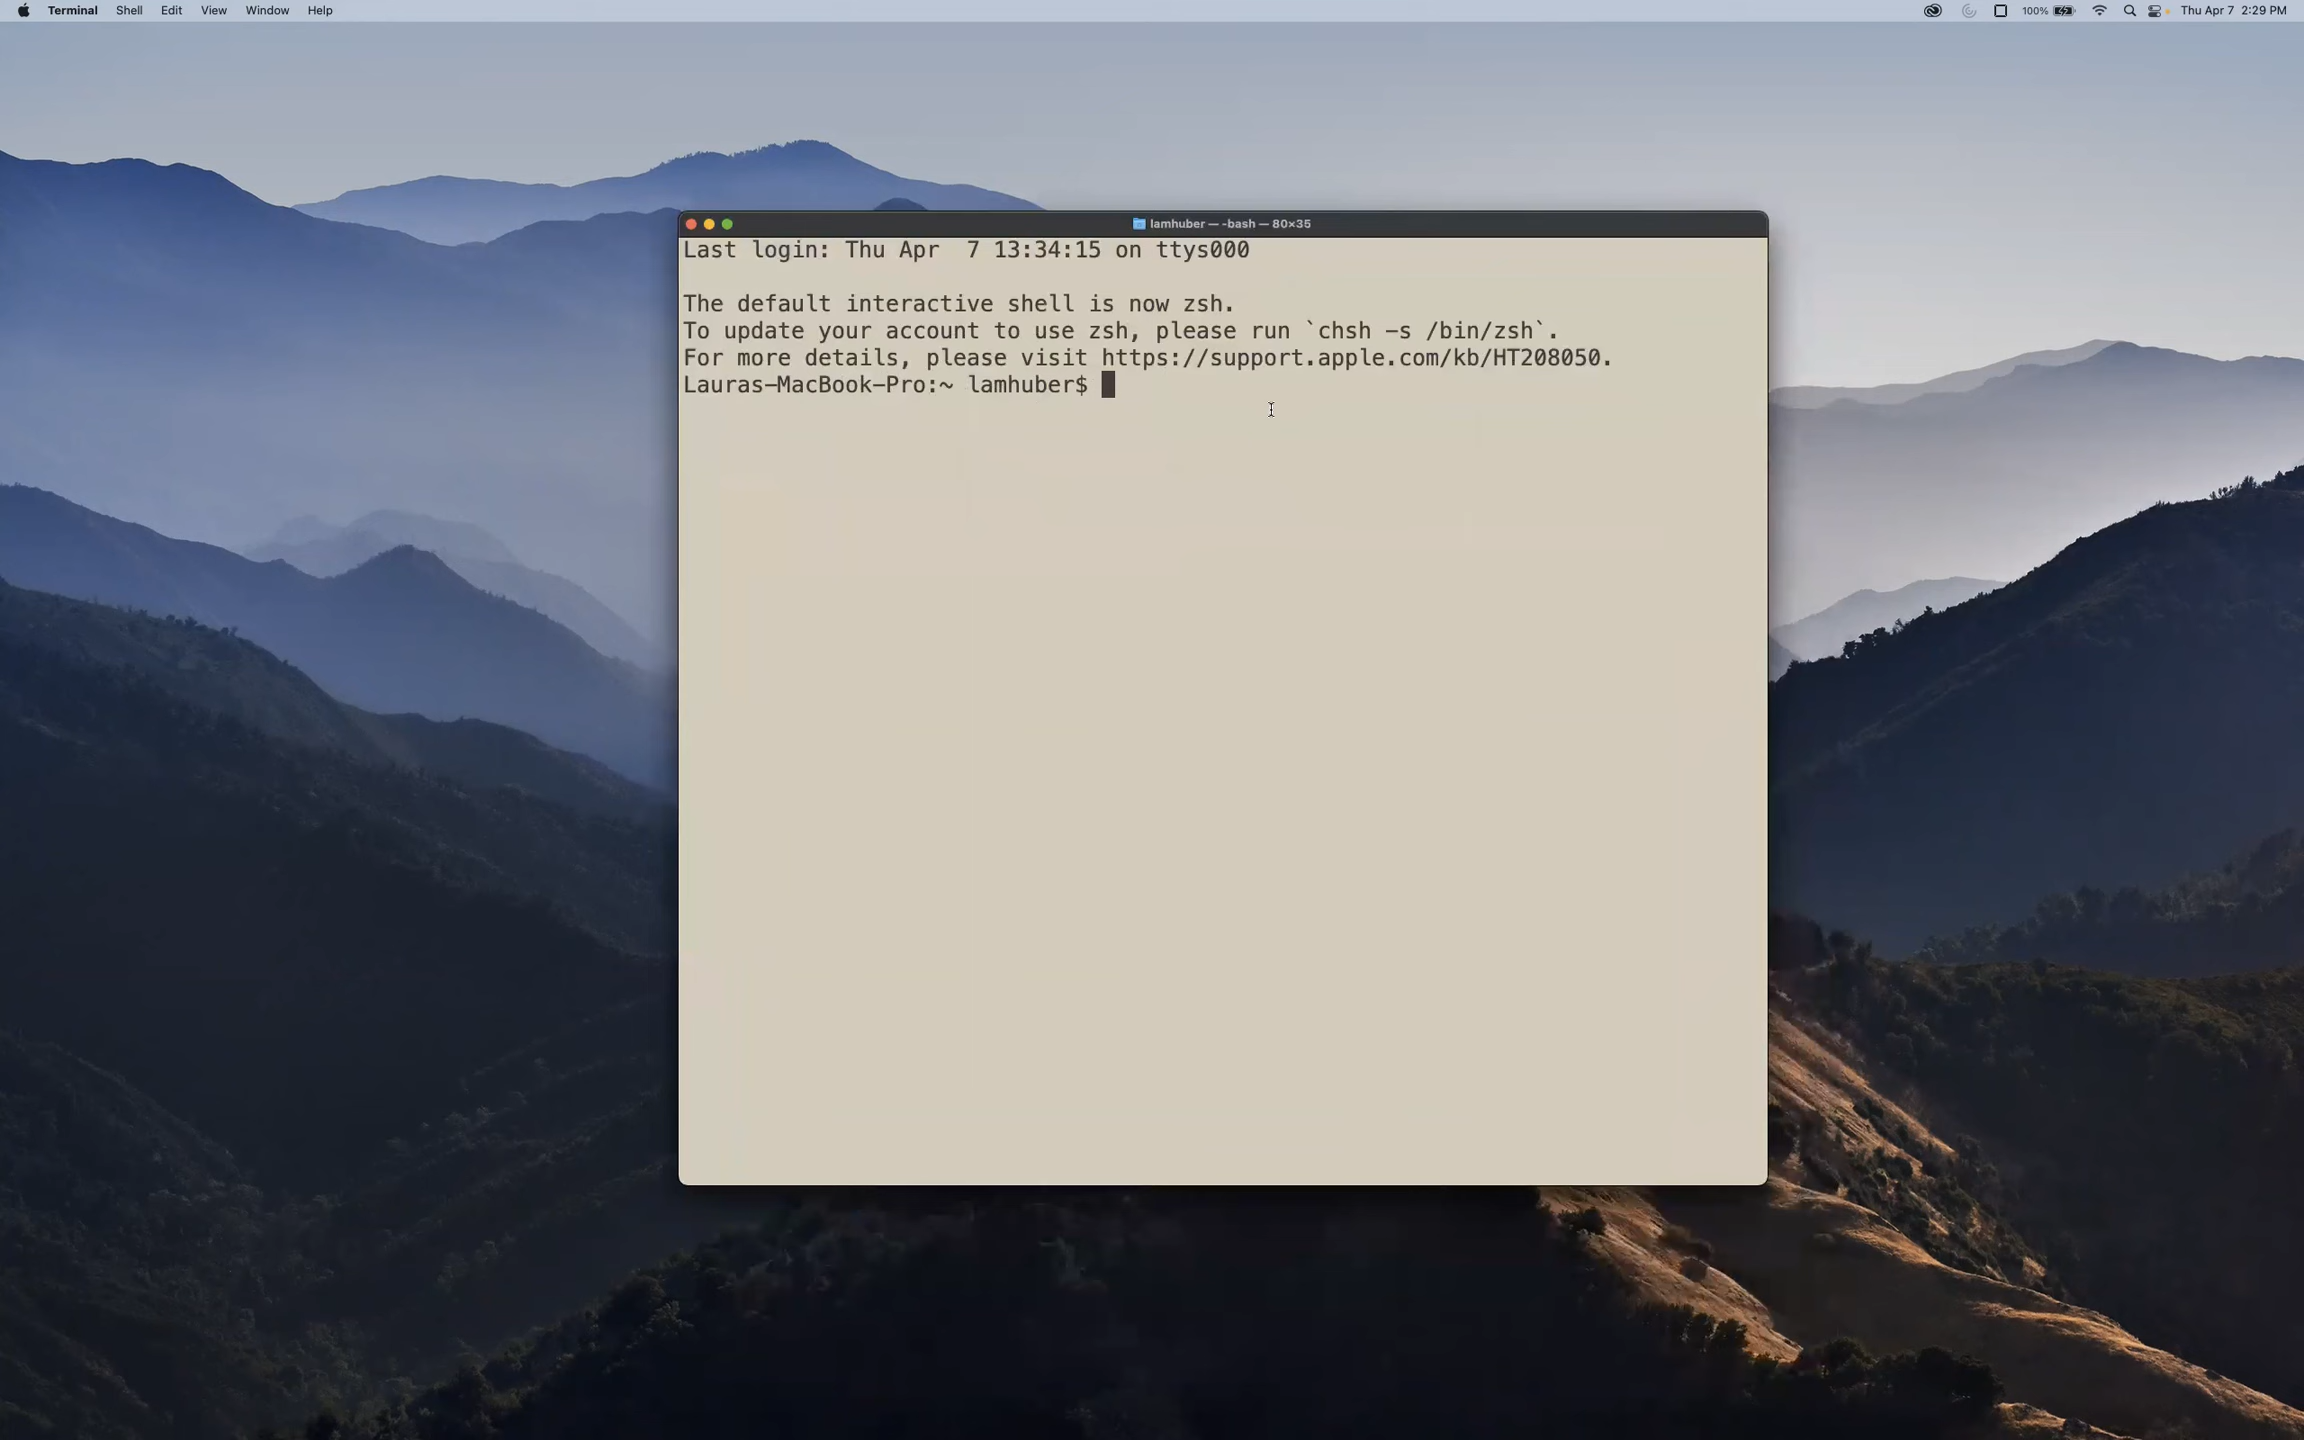 Terminal Shell Edit View Window Help 100% Thu Apr 7 2:29 PM
lamhuber — -bash — 80×35
Last login: Thu Apr  7 13:34:15 on ttys000
The default interactive shell is now zsh.
To update your account to use zsh, please run `chsh -s /bin/zsh`.
For more details, please visit https://support.apple.com/kb/HT208050.
Lauras-MacBook-Pro:~ lamhuber$